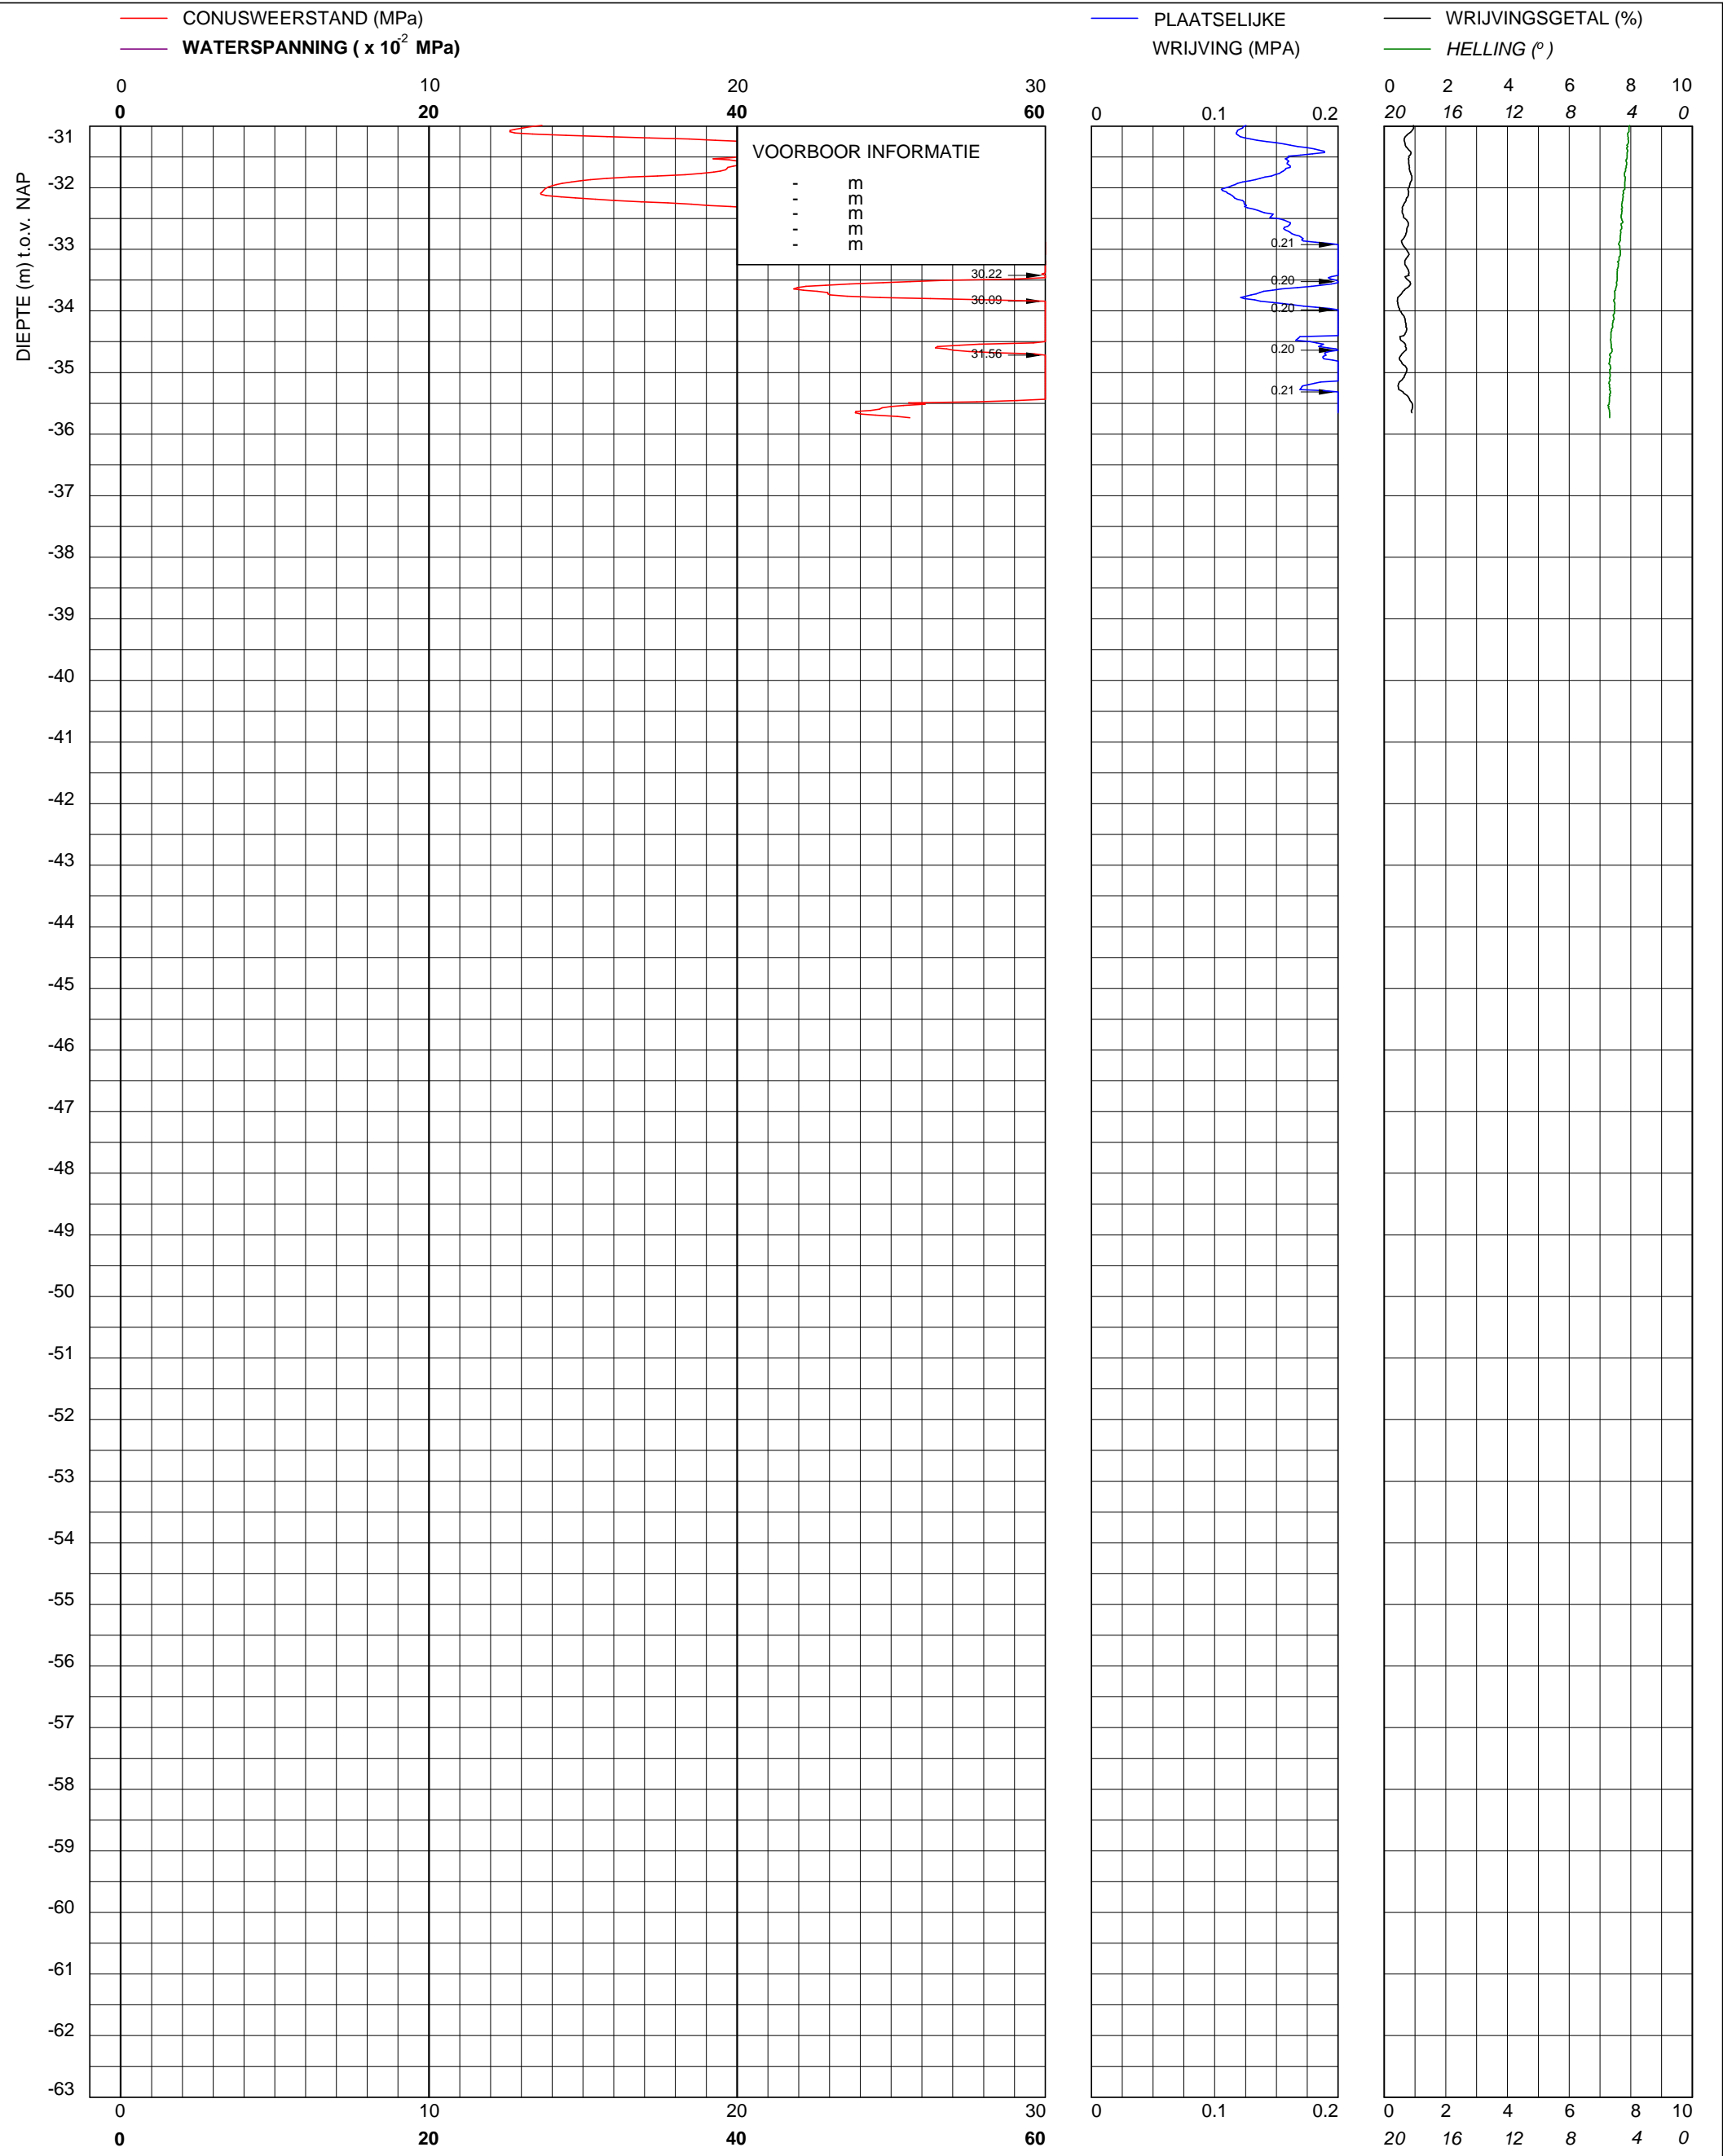 CONUSWEERSTAND (MPa)
WATERSPANNING ( x 10-2 MPa)
PLAATSELIJKE
WRIJVING (MPA)
WRIJVINGSGETAL (%)
HELLING (º )
0 10 20 30
0 20 40 60
0 0.1 0.2
0 2 4 6 8 10
20 16 12 8 4 0
DIEPTE (m) t.o.v. NAP
VOORBOOR INFORMATIE
- m
- m
- m
- m
- m
-31
-32
-33
-34
-35
-36
-37
-38
-39
-40
-41
-42
-43
-44
-45
-46
-47
-48
-49
-50
-51
-52
-53
-54
-55
-56
-57
-58
-59
-60
-61
-62
-63
30.22
30.09
31.56
0.21
0.20
0.20
0.20
0.21
0 10 20 30
0 20 40 60
0 0.1 0.2
0 2 4 6 8 10
20 16 12 8 4 0